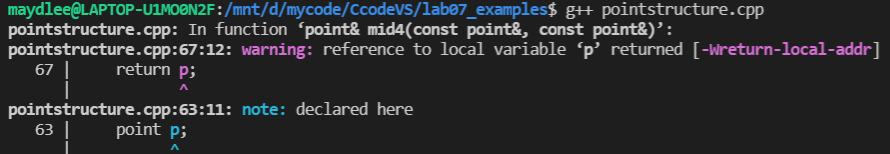 maydlee@LAPTOP-U1MO0N2F:/mnt/d/mycode/CcodeVS/lab07_examples$ g++ pointstructure.cpp
pointstructure.cpp: In function ‘point& mid4(const point&, const point&)’:
pointstructure.cpp:67:12: warning: reference to local variable ‘p’ returned [-Wreturn-local-addr]
   67 |     return p;
      |            ^
pointstructure.cpp:63:11: note: declared here
   63 |     point p;
      |           ^